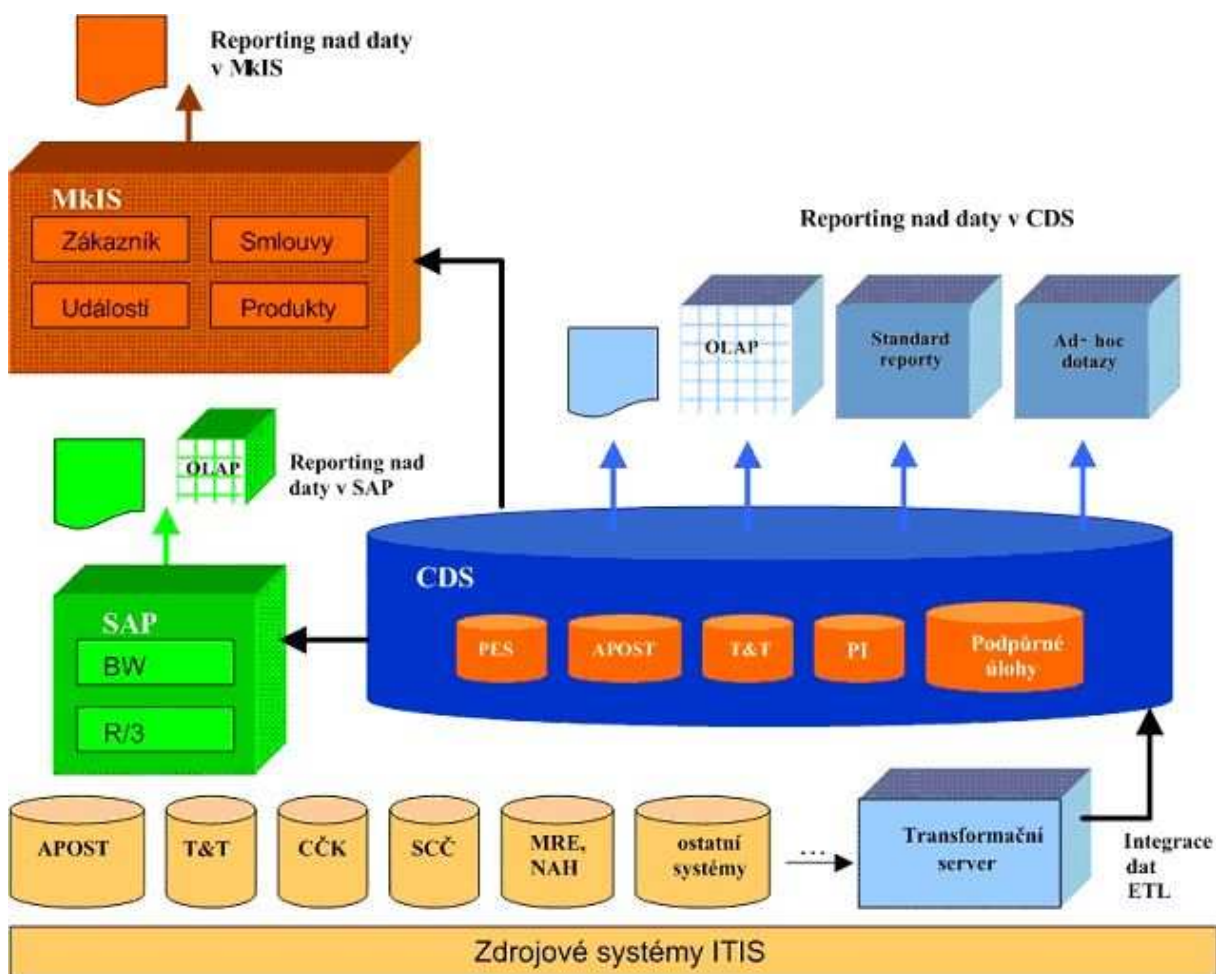 Reporting nad daty
v MkIS
MkIS
Zákazník
Smlouvy
Událostí
Produkty
Reporting nad daty v CDS
OLAP
Standard
reporty
Ad- hoc
dotazy
OLAP
Reporting nad
daty v SAP
SAP
BW
R/3
CDS
PES
APOST
T&T
PI
Podpůrné
úlohy
APOST
T&T
CČK
SCČ
MRE,
NAH
ostatní
systémy
...
Transformační
server
Integrace
dat
ETL
Zdrojové systémy ITIS